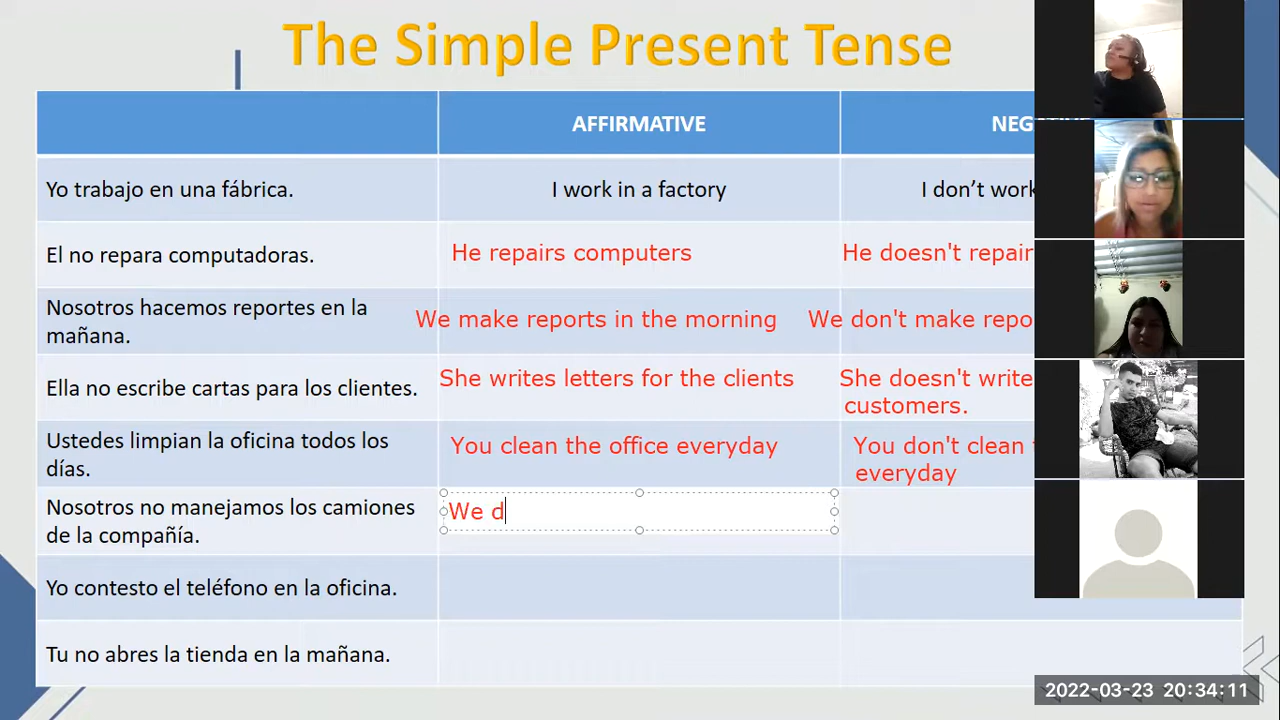 The Simple Present Tense
AFFIRMATIVE
NEG
Yo trabajo en una fábrica.
I work in a factory
I don't work
El no repara computadoras.
He repairs computers
He doesn't repair
Nosotros hacemos reportes en la
mañana.
We make reports in the morning
We don't make repo
Ella no escribe cartas para los clientes.
She writes letters for the clients
She doesn't write
customers.
Ustedes limpian la oficina todos los
días.
You clean the office everyday
You don't clean
everyday
Nosotros no manejamos los camiones
de la compañía.
We d
Yo contesto el teléfono en la oficina.
Tu no abres la tienda en la mañana.
2022-03-23 20:34:11